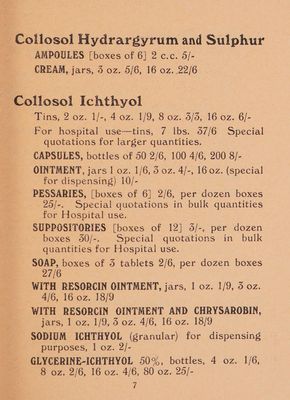 Collosol Hydrargyrum and Sulphur
AMPOULES [boxes of 6] 2 c.c. 5/-
CREAM, jars, 3 oz. 5/6, 16 oz. 22/6
Collosol Ichthyol
Tins, 2 oz. 1/-, 4 oz. 1/9, 8 oz. 3/3, 16 oz. 6/-
For hospital use—tins, 7 lbs. 37/6 Special
quotations for larger quantities.
CAPSULES, bottles of 50 2/6, 100 4/6, 200 8/-
OINTMENT, jars 1 oz. 1/6, 3 oz. 4/-, 16 oz. (special
for dispensing) 10/-
PESSARIES, [boxes of 6] 2/6, per dozen boxes
25/-. Special quotations in bulk quantities
for Hospital use.
SUPPOSITORIES [boxes of 12] 3/-, per dozen
boxes 30/-. Special quotations in bulk
quantities for Hospital use.
SOAP, boxes of 3 tablets 2/6, per dozen boxes
27/6
WITH RESORCIN OINTMENT, jars, 1 oz. 1/9, 3 oz.
4/6, 16 oz. 18/9
WITH RESORCIN OINTMENT AND CHRYSAROBIN,
jars, 1 oz. 1/9, 3 oz. 4/6, 16 oz. 18/9
SODIUM ICHTHYOL (granular) for dispensing
purposes, 1 oz. 2/-
GLYCERINE-ICHTHYOL 50%, bottles, 4 oz. 1/6,
8 oz. 2/6, 16 oz. 4/6, 80 oz. 25/-
7